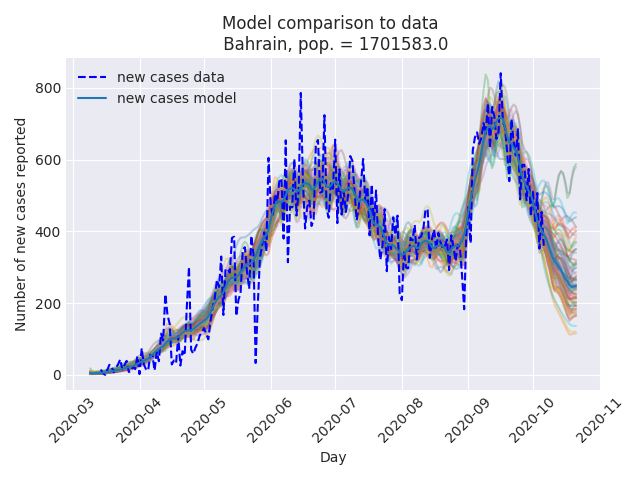 Model comparison to data
Bahrain, pop. = 1701583.0
new cases data
new cases model
Number of new cases reported
800
600
400
200
0
2020-03
2020-04
2020-05
2020-06
2020-07
2020-08
2020-09
2020-10
2020-11
Day